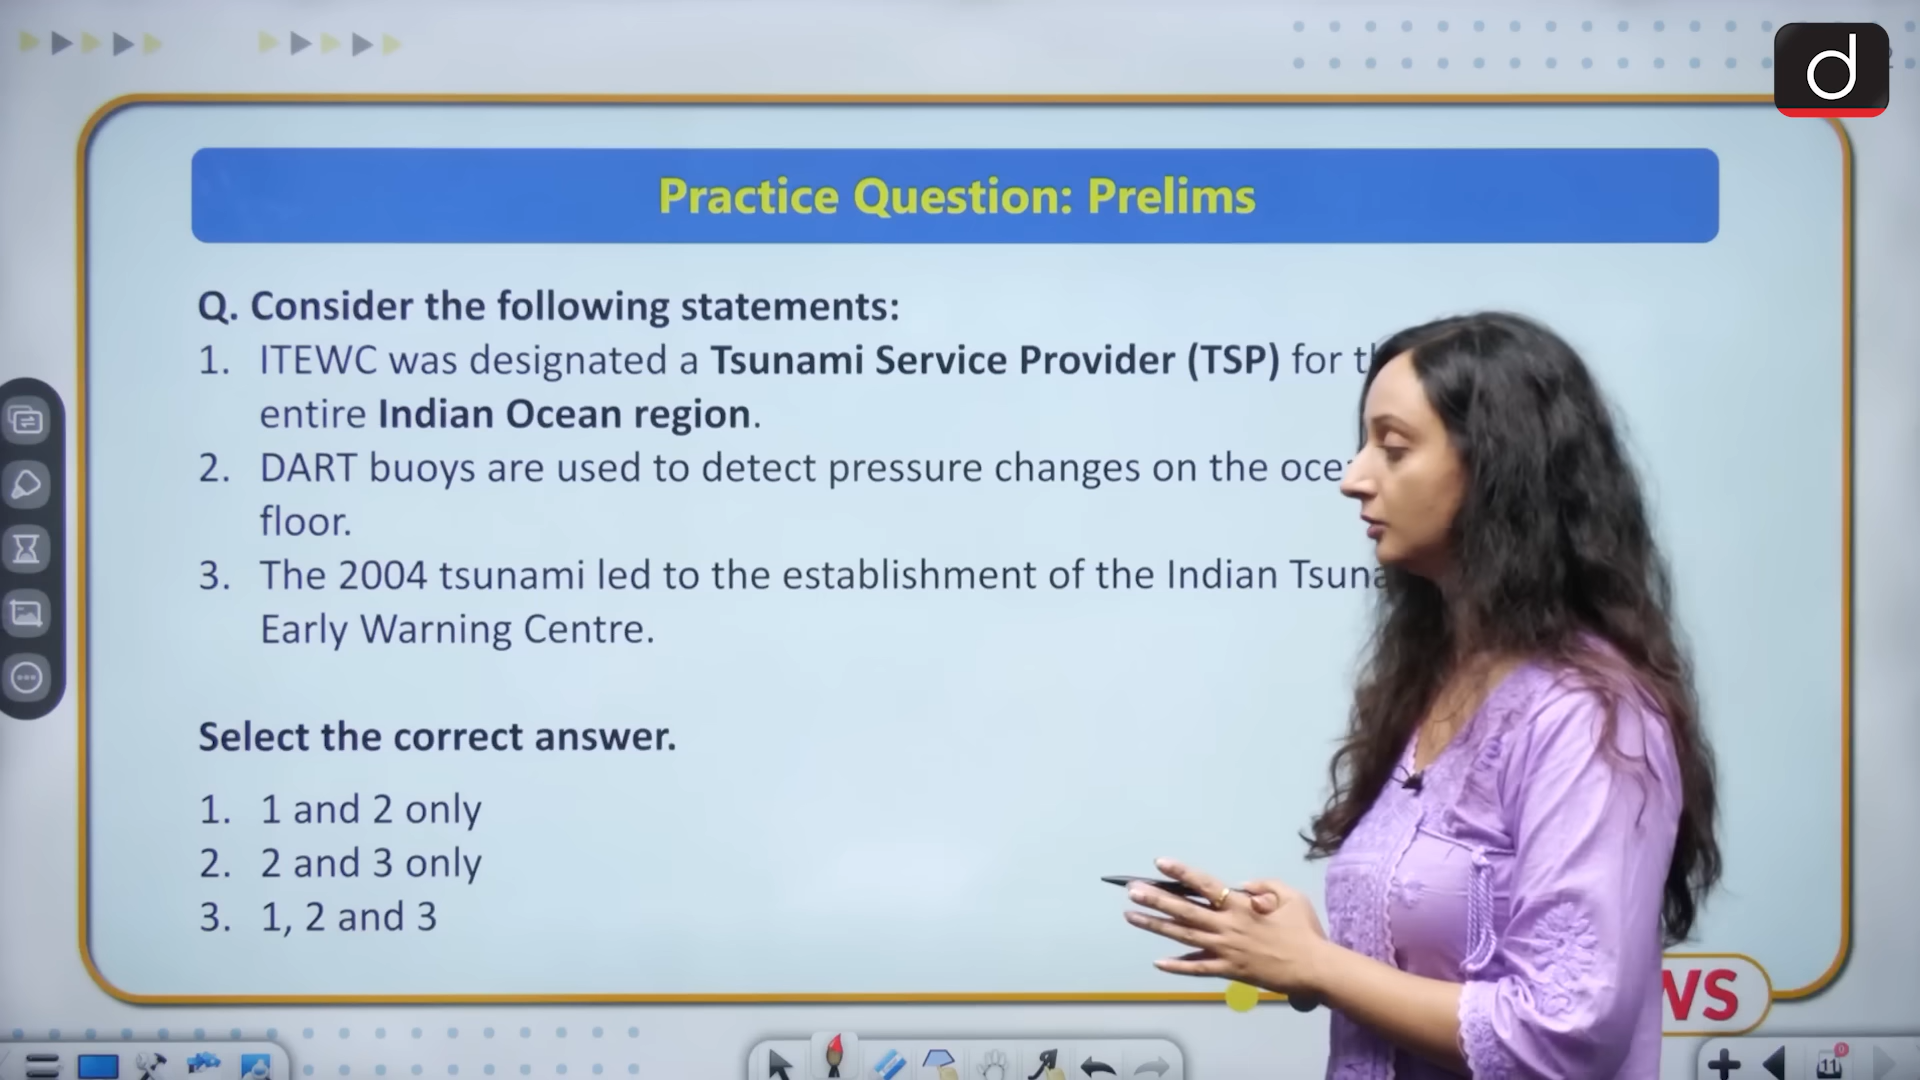 d
Practice Question: Prelims
Q. Consider the following statements:
1. ITEWC was designated a Tsunami Service Provider (TSP) for
entire Indian Ocean region.
2. DART buoys are used to detect pressure changes on the
floor.
3. The 2004 tsunami led to the establishment of the Indian
Early Warning Centre.
Select the correct answer.
1. 1 and 2 only
2. 2 and 3 only
3. 1, 2 and 3
WS
11